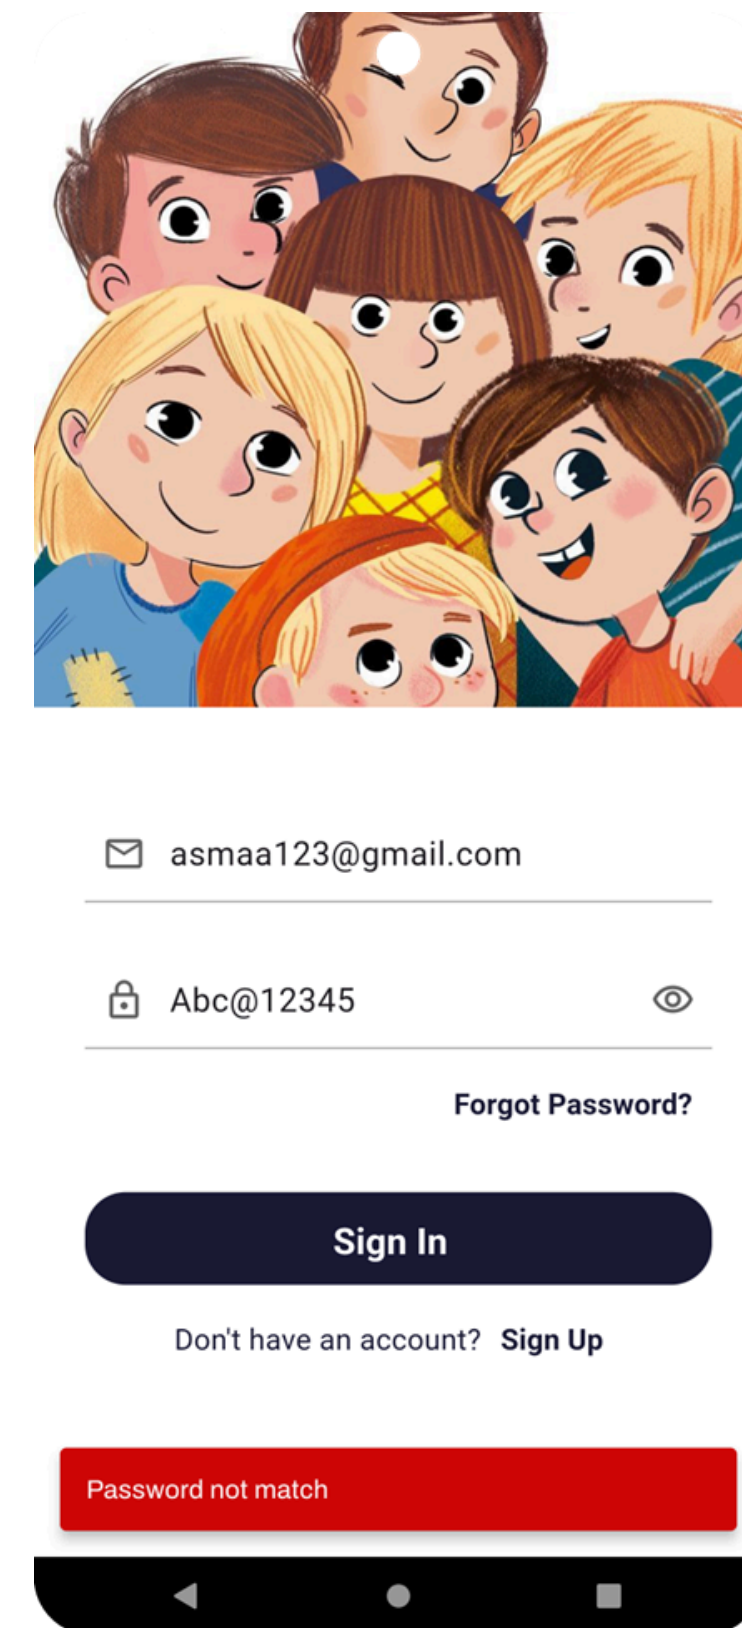 asmaa123@gmail.com
Abc@12345
Forgot Password?
Sign In
Don't have an account? Sign Up
Password not match